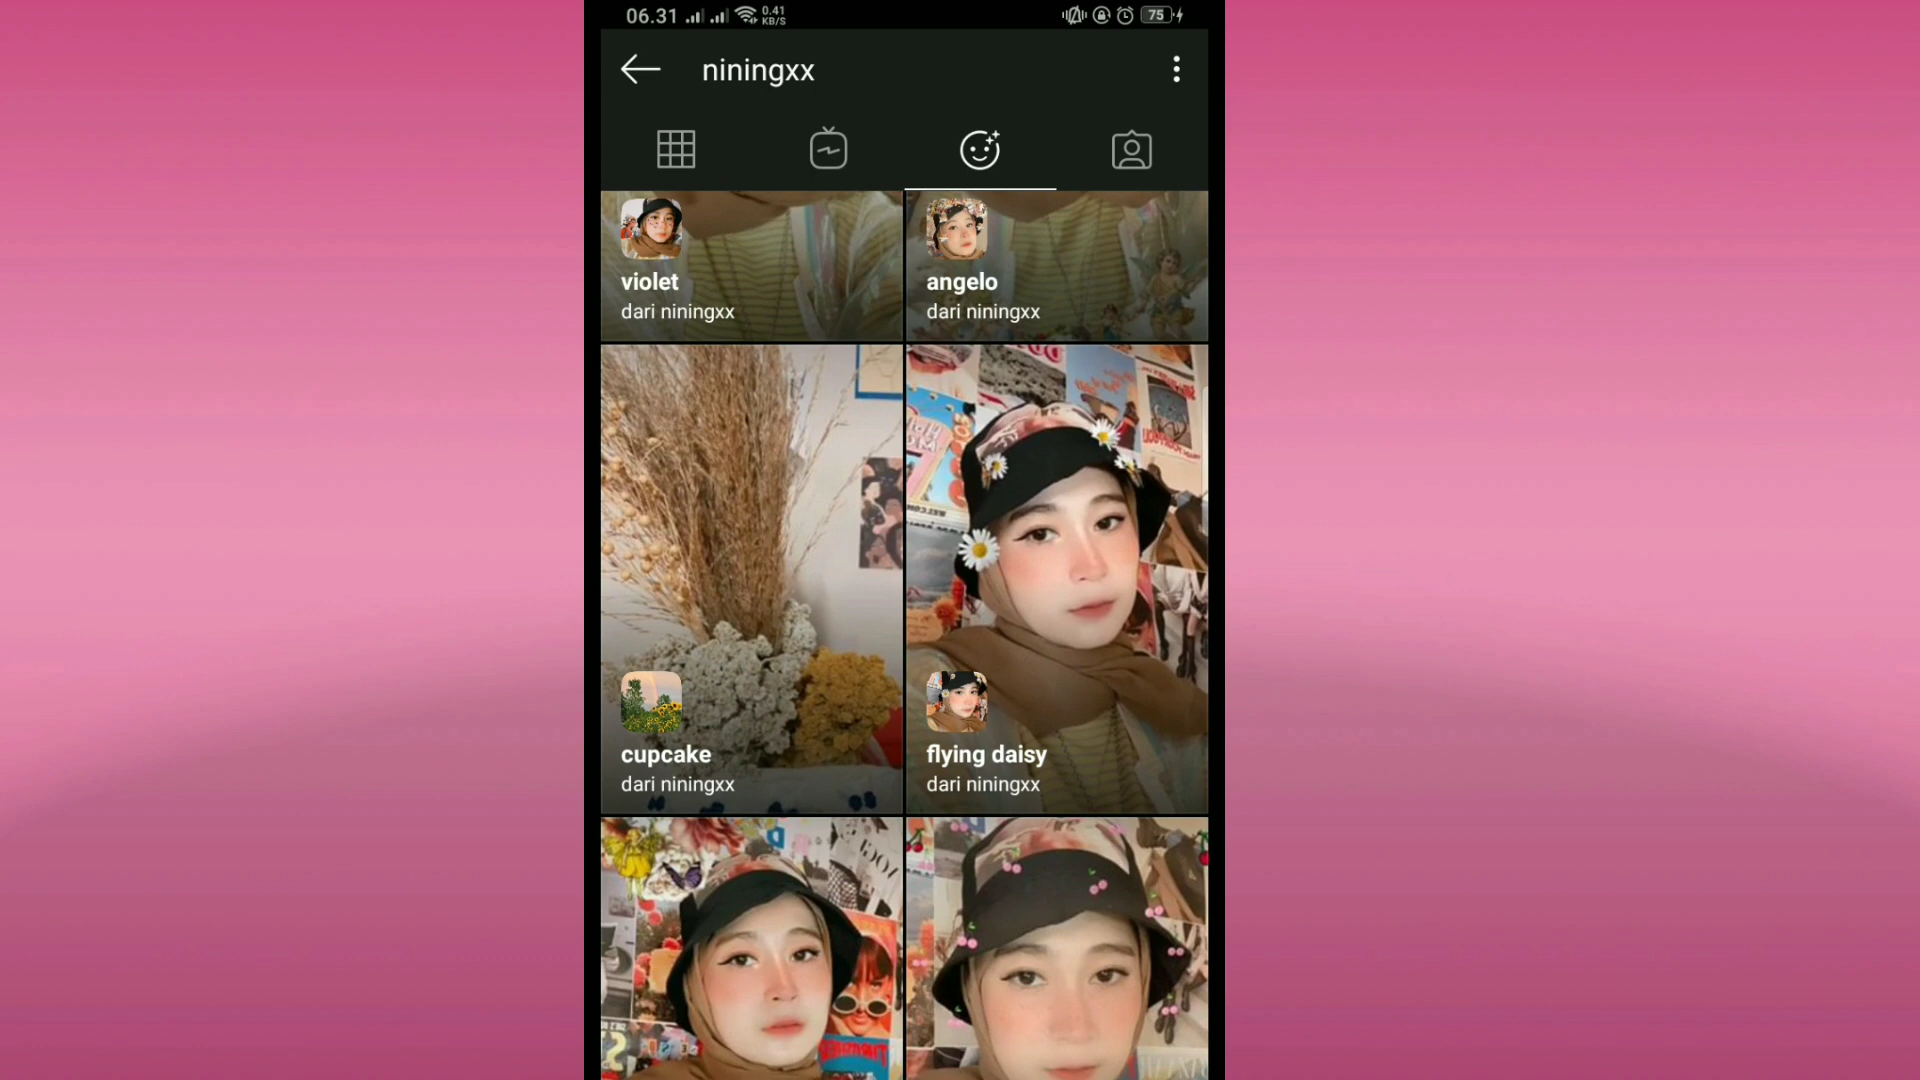 06.31
0.41
KB/S
75
niningxx
violet
dari niningxx
angelo
dari niningxx
cupcake
dari niningxx
flying daisy
dari niningxx